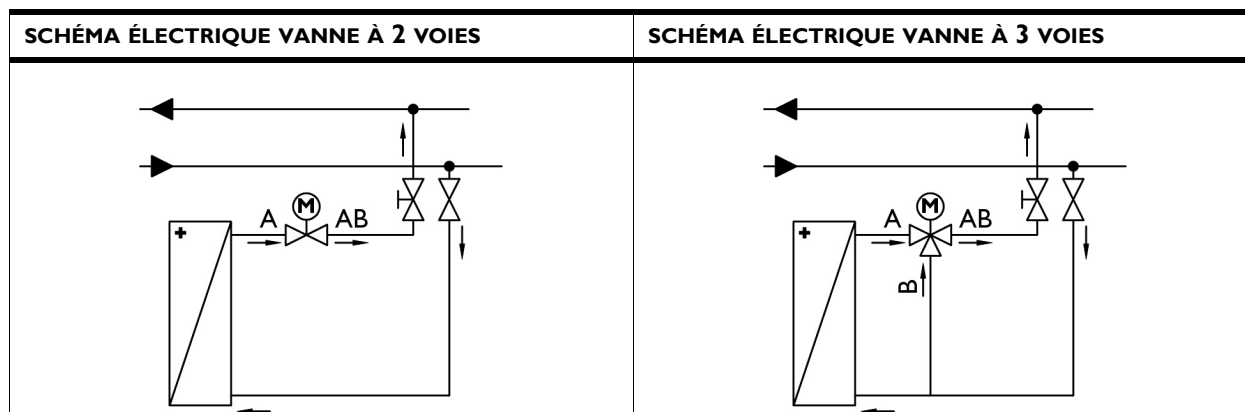 SCHÉMA ÉLECTRIQUE VANNE À 2 VOIES
SCHÉMA ÉLECTRIQUE VANNE À 3 VOIES
M
A
AB
+
M
A
AB
+
B